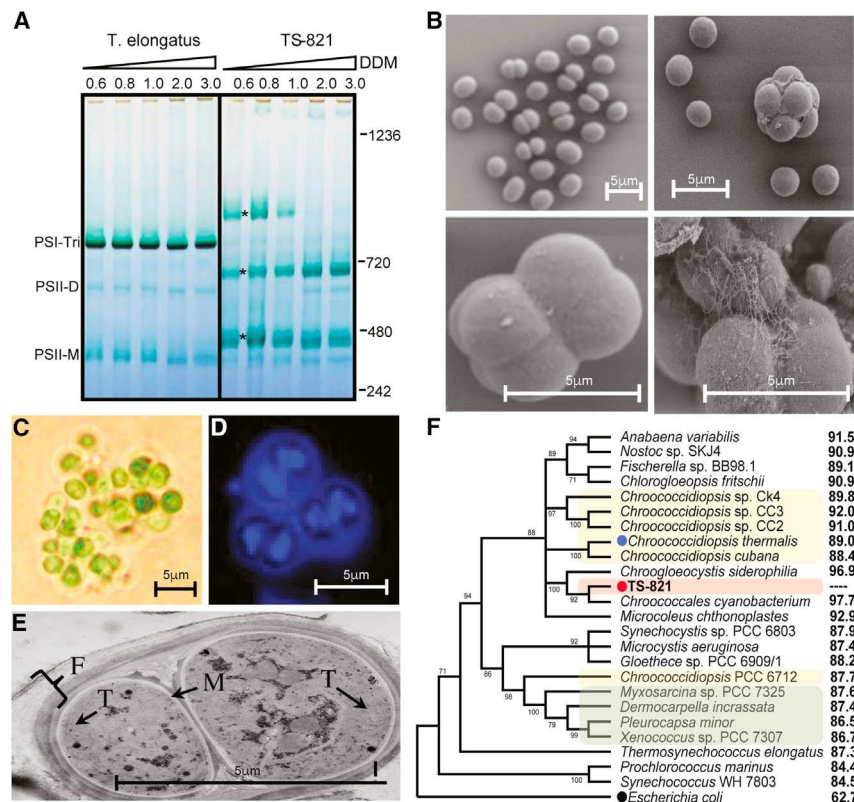 A
T. elongatus TS-821 DDM
0.6 0.8 1.0 2.0 3.0 0.6 0.8 1.0 2.0 3.0
-1236
PSI-Tri
*
-720
*
PSII-D
-480
*
PSII-M
-242
B
5μm
5μm
5μm
5μm
C
5μm
D
5μm
E
F
T
M
T
5μm
F
Anabaena variabilis 91.5
94
Nostoc sp. SKJ4 90.9
89
Fischerella sp. BB98.1 89.1
71
Chlorogloeopsis fritschii 90.9
Chroococcidiopsis sp. Ck4 89.8
97
Chroococcidiopsis sp. CC3 92.0
100
Chroococcidiopsis sp. CC2 91.0
88
Chroococcidiopsis thermalis 89.0
100
Chroococcidiopsis cubana 88.4
Chroogloeocystis siderophilia 96.9
100
TS-821 ----
92
Chroococcales cyanobacterium 97.7
94
Microcoleus chthonoplastes 92.9
Synechocystis sp. PCC 6803 87.9
92
Microcystis aeruginosa 87.4
86
Gloethece sp. PCC 6909/1 88.2
Chroococcidiopsis PCC 6712 87.7
98
71
Myxosarcina sp. PCC 7325 87.6
100
Dermocarpella incrassata 87.4
79
Pleurocapsa minor 86.5
99
Xenococcus sp. PCC 7307 86.7
Thermosynechococcus elongatus 87.3
Prochlorococcus marinus 84.4
100
Synechococcus WH 7803 84.5
Escherichia coli 62.7